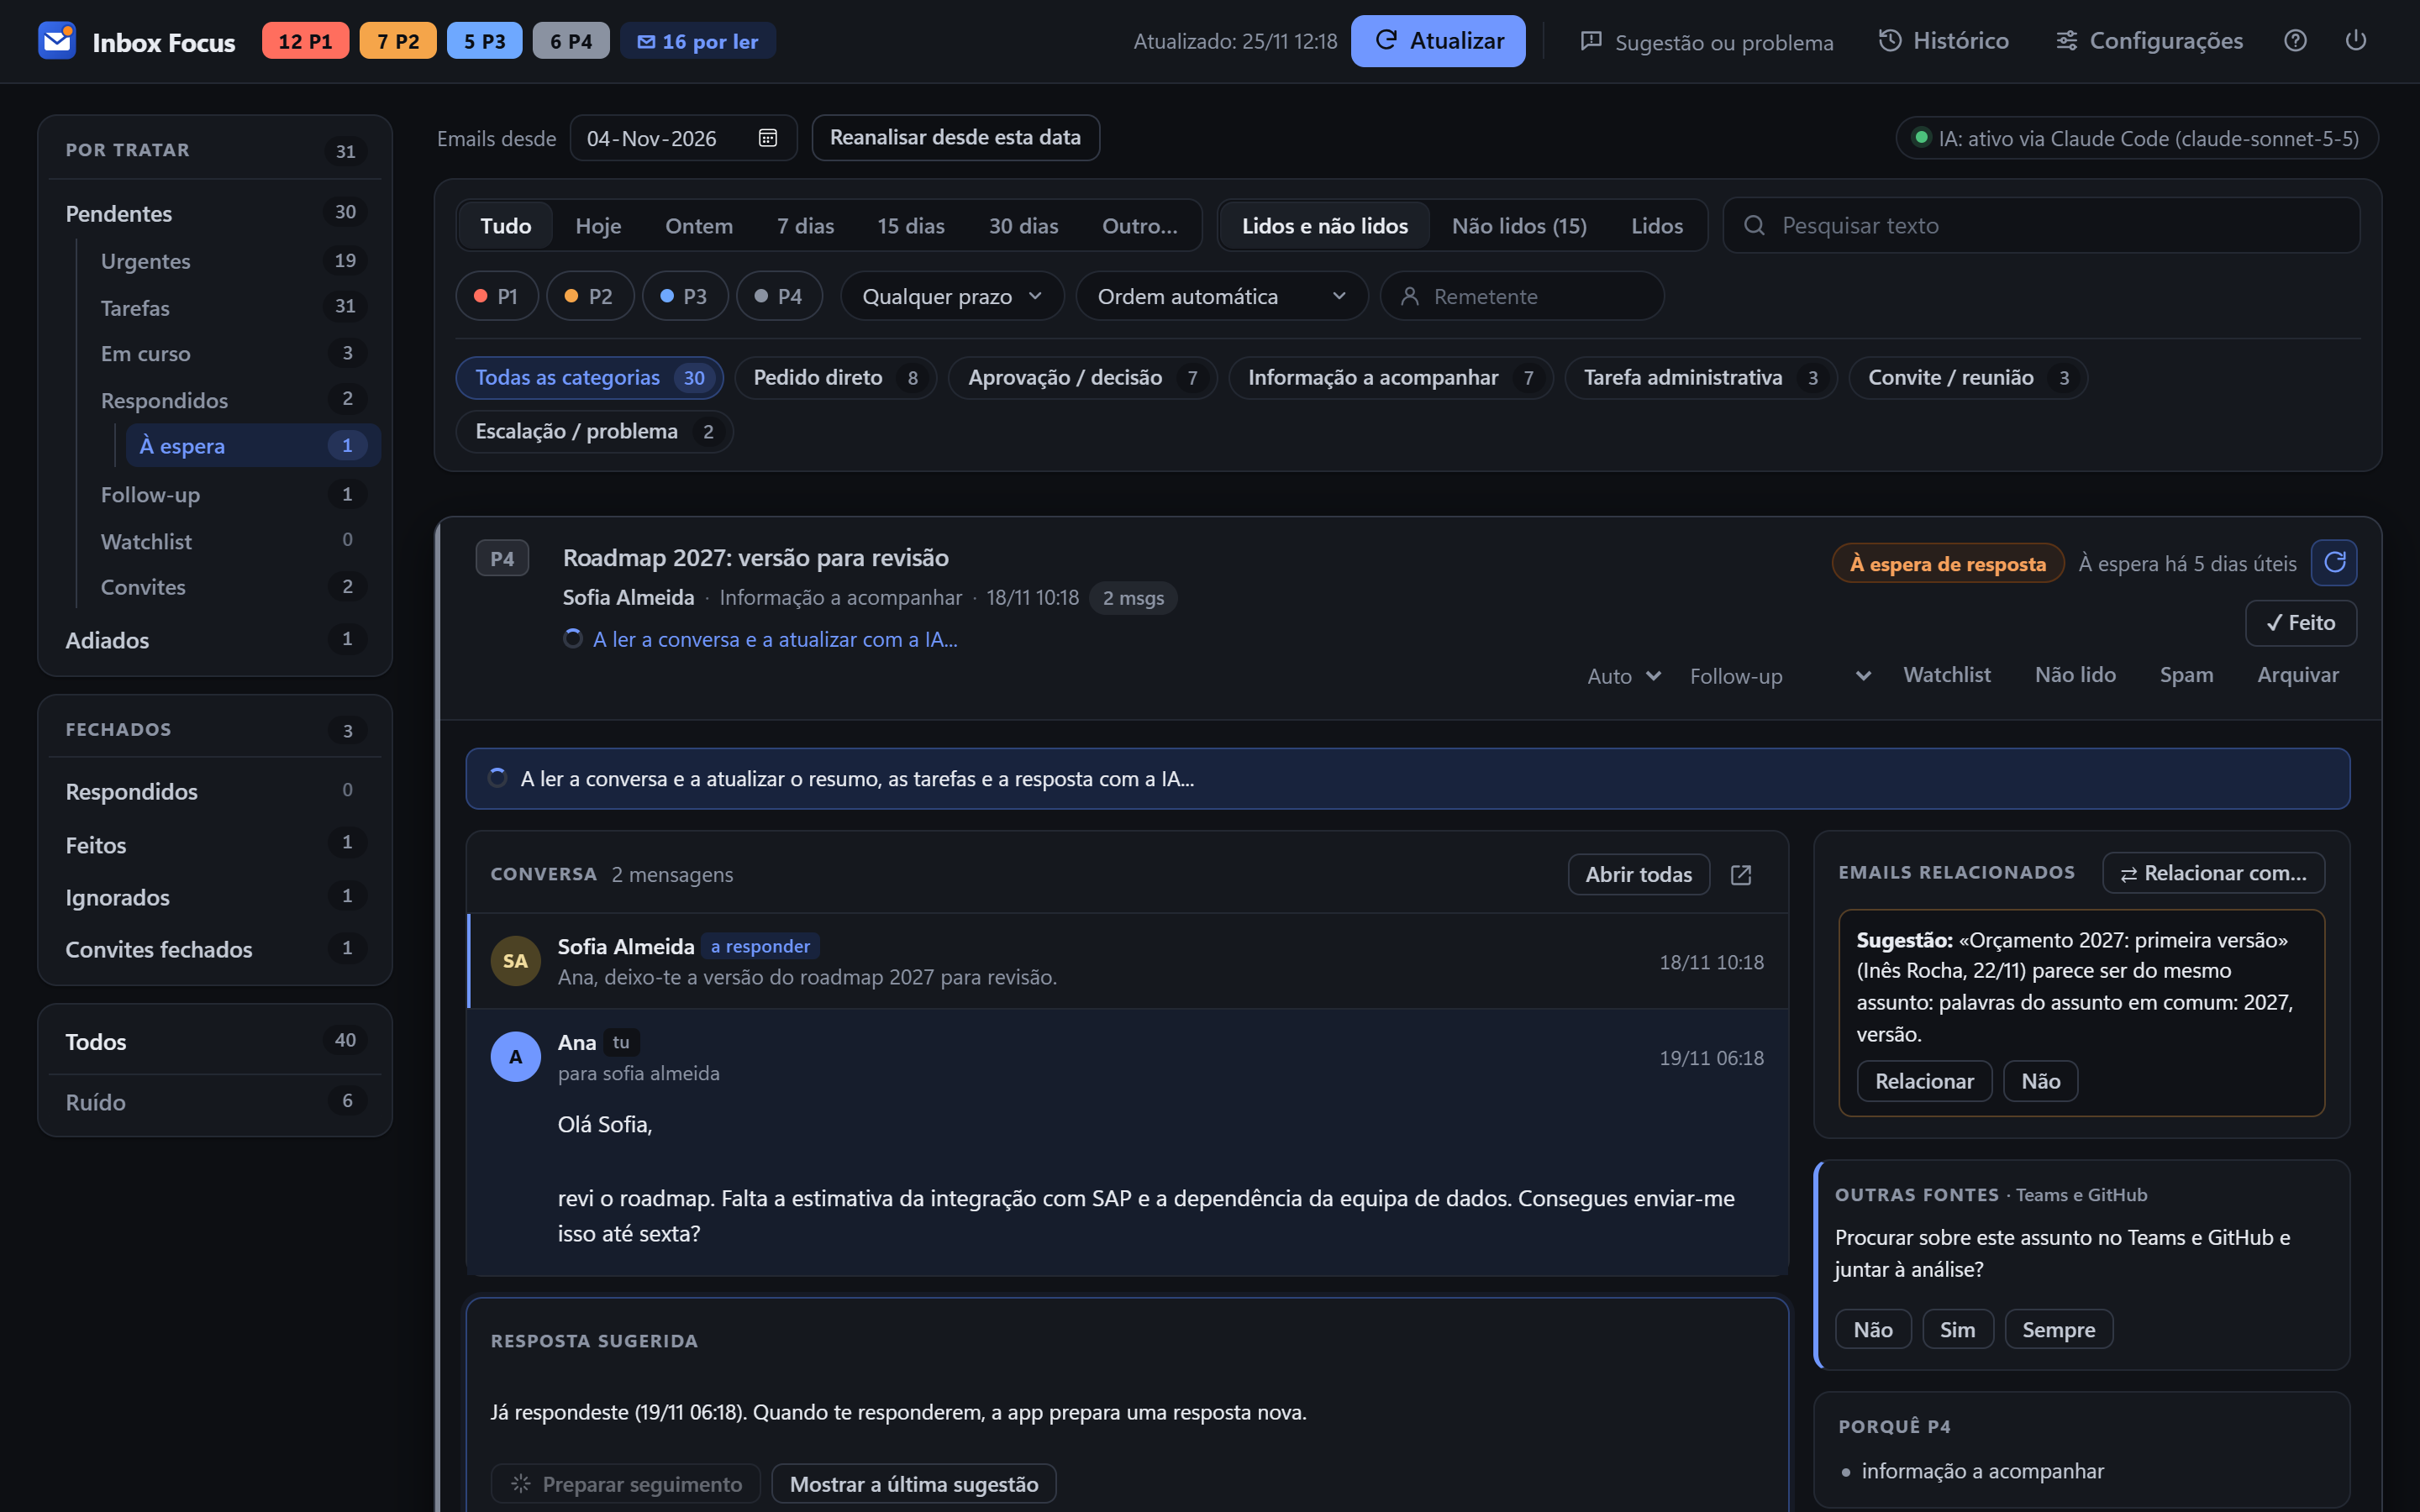 Inbox Focus
12 P1
7 P2
5 P3
6 P4
16 por ler
Atualizado: 25/11 12:18
Atualizar
Sugestão ou problema
Histórico
Configurações
POR TRATAR 31
Pendentes 30
Urgentes 19
Tarefas 31
Em curso 3
Respondidos 2
À espera 1
Follow-up 1
Watchlist 0
Convites 2
Adiados 1
FECHADOS 3
Respondidos 0
Feitos 1
Ignorados 1
Convites fechados 1
Todos 40
Ruído 6
Emails desde 04-Nov-2026 Reanalisar desde esta data
IA: ativo via Claude Code (claude-sonnet-5-5)
Tudo Hoje Ontem 7 dias 15 dias 30 dias Outro...
Lidos e não lidos Não lidos (15) Lidos
Pesquisar texto
P1 P2 P3 P4 Qualquer prazo Ordem automática Remetente
Todas as categorias 30 Pedido direto 8 Aprovação / decisão 7 Informação a acompanhar 7 Tarefa administrativa 3 Convite / reunião 3
Escalação / problema 2
P4 Roadmap 2027: versão para revisão
Sofia Almeida · Informação a acompanhar · 18/11 10:18 2 msgs
A ler a conversa e a atualizar com a IA...
À espera de resposta À espera há 5 dias úteis
✓ Feito
Auto Follow-up Watchlist Não lido Spam Arquivar
A ler a conversa e a atualizar o resumo, as tarefas e a resposta com a IA...
CONVERSA 2 mensagens Abrir todas
SA Sofia Almeida a responder 18/11 10:18
Ana, deixo-te a versão do roadmap 2027 para revisão.
A Ana tu 19/11 06:18
para sofia almeida
Olá Sofia,
revi o roadmap. Falta a estimativa da integração com SAP e a dependência da equipa de dados. Consegues enviar-me
isso até sexta?
RESPOSTA SUGERIDA
Já respondeste (19/11 06:18). Quando te responderem, a app prepara uma resposta nova.
Preparar seguimento Mostrar a última sugestão
EMAILS RELACIONADOS ⇄ Relacionar com...
Sugestão: «Orçamento 2027: primeira versão»
(Inês Rocha, 22/11) parece ser do mesmo
assunto: palavras do assunto em comum: 2027,
versão.
Relacionar Não
OUTRAS FONTES · Teams e GitHub
Procurar sobre este assunto no Teams e GitHub e
juntar à análise?
Não Sim Sempre
PORQUÊ P4
• informação a acompanhar